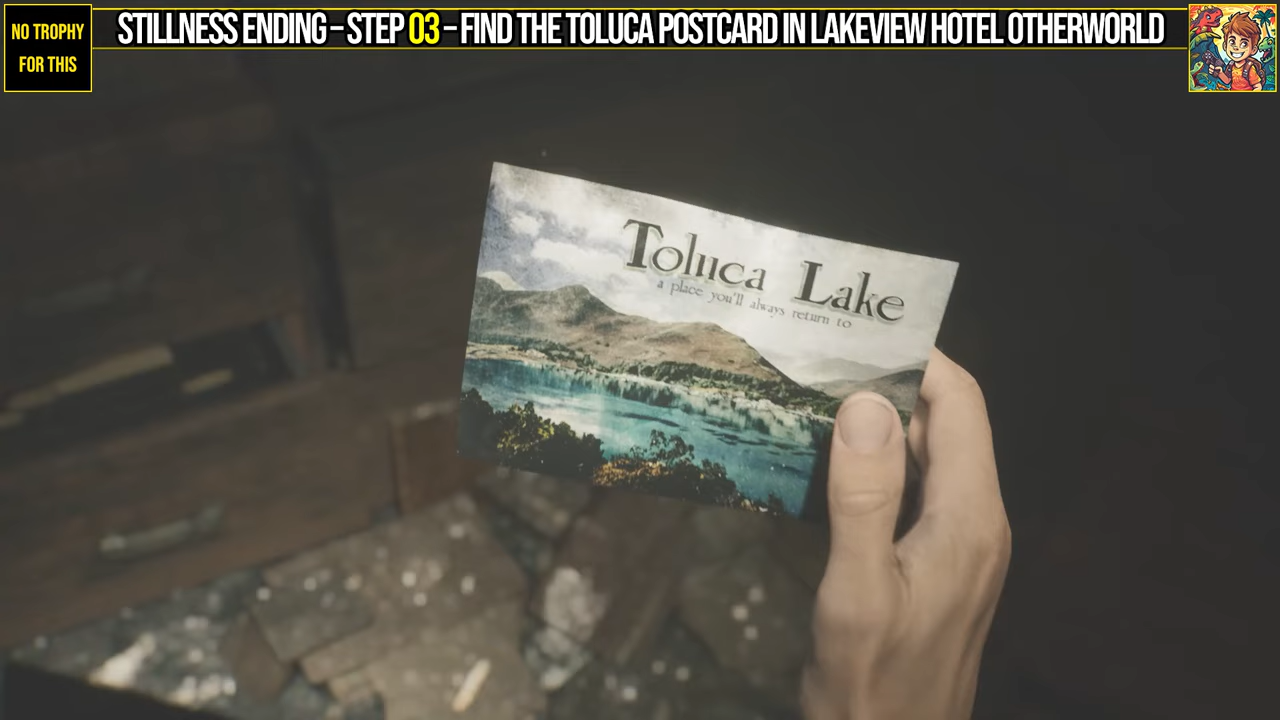 NO TROPHY
FOR THIS
STILLNESS ENDING – STEP 03 – FIND THE TOLUCA POSTCARD IN LAKEVIEW HOTEL OTHERWORLD
Toluca Lake
a place you'll always return to